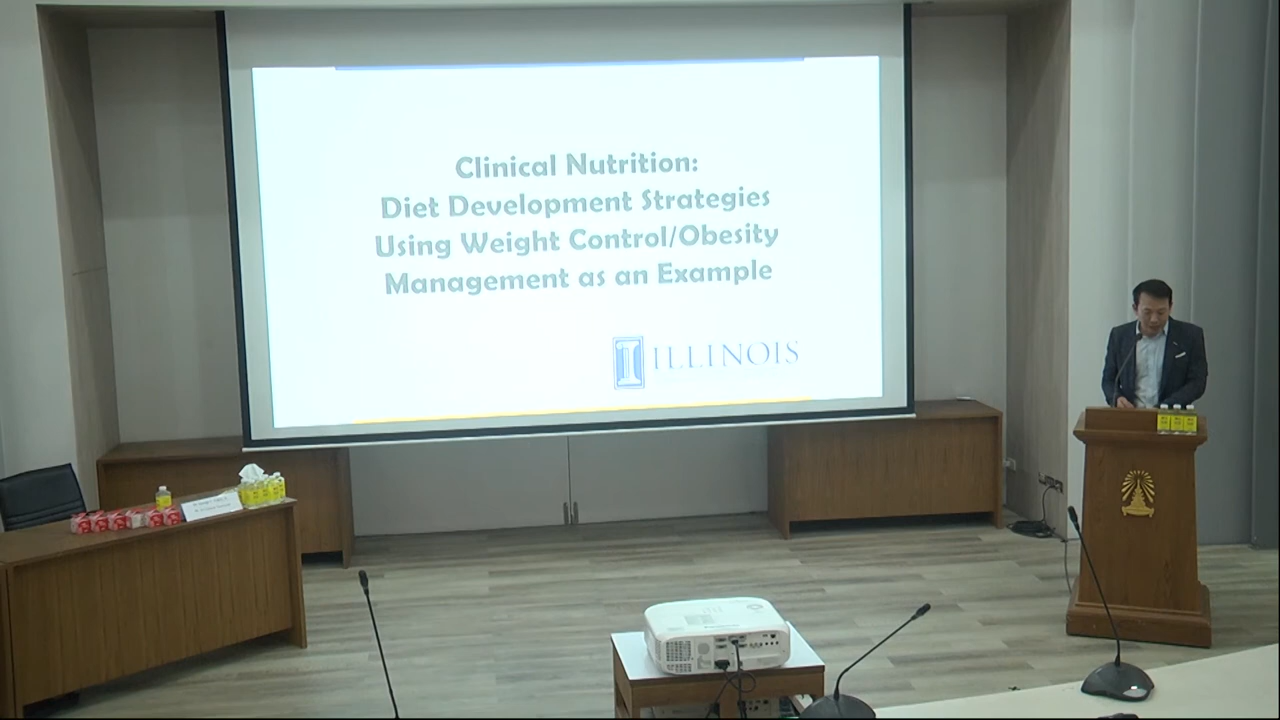 Clinical Nutrition:
Diet Development Strategies
Using Weight Control/Obesity
Management as an Example
I ILLINOIS